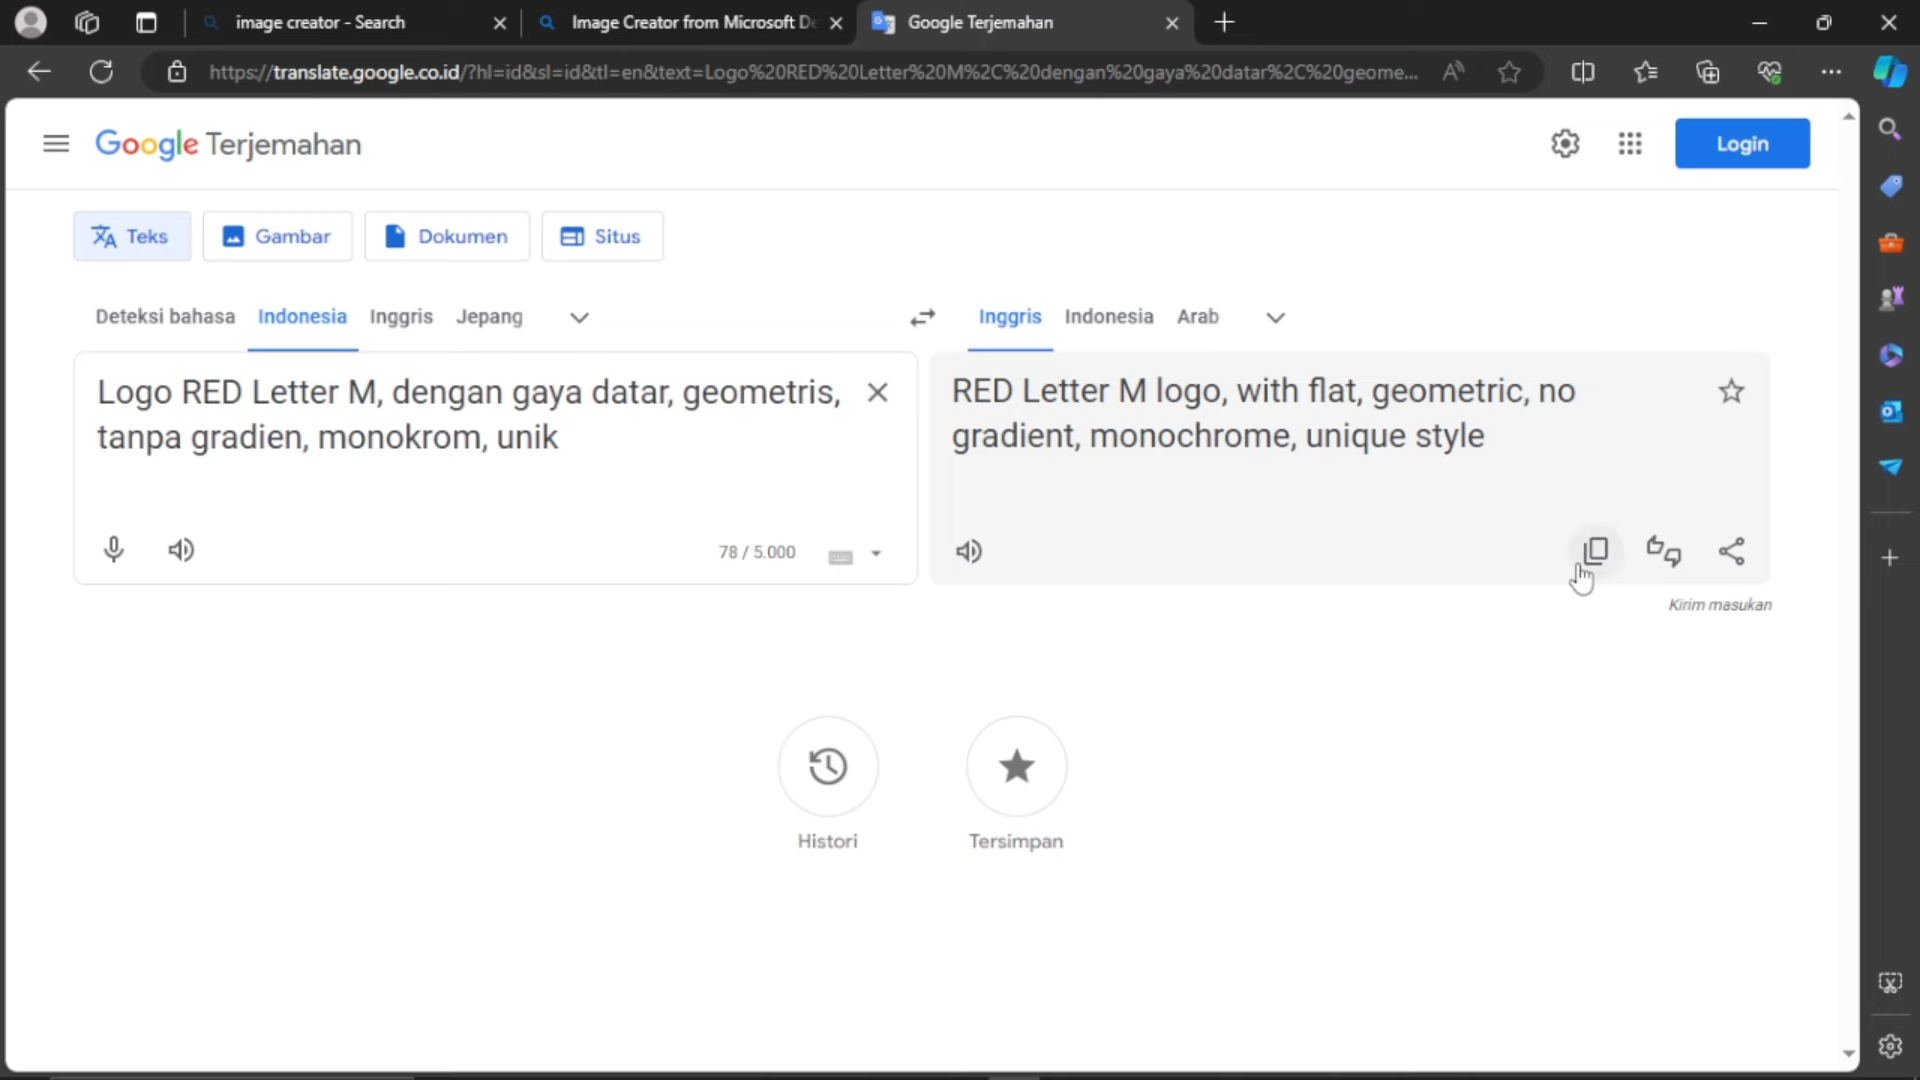 image creator - Search
Image Creator from Microsoft De
Google Terjemahan
https://translate.google.co.id/?hl=id&sl=id&tl=en&text=Logo%20RED%20Letter%20M%2C%20dengan%20gaya%20datar%2C%20geome...
Google Terjemahan
Login
Teks
Gambar
Dokumen
Situs
Deteksi bahasa
Indonesia
Inggris
Jepang
Inggris
Indonesia
Arab
Logo RED Letter M, dengan gaya datar, geometris,
tanpa gradien, monokrom, unik
78 / 5.000
RED Letter M logo, with flat, geometric, no
gradient, monochrome, unique style
Kirim masukan
Histori
Tersimpan